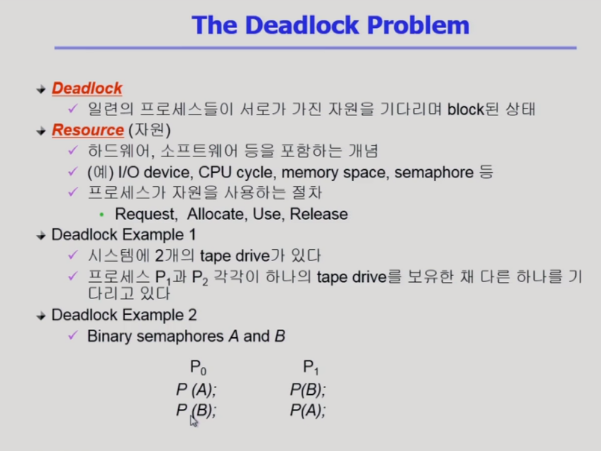 The Deadlock Problem
Deadlock
일련의 프로세스들이 서로가 가진 자원을 기다리며 block된 상태
Resource (자원)
하드웨어, 소프트웨어 등을 포함하는 개념
(예) I/O device, CPU cycle, memory space, semaphore 등
프로세스가 자원을 사용하는 절차
• Request, Allocate, Use, Release
Deadlock Example 1
시스템에 2개의 tape drive가 있다
프로세스 P₁과 P₂ 각각이 하나의 tape drive를 보유한 채 다른 하나를 기
다리고 있다
Deadlock Example 2
Binary semaphores A and B
P₀ P₁
P (A); P(B);
P (B); P(A);